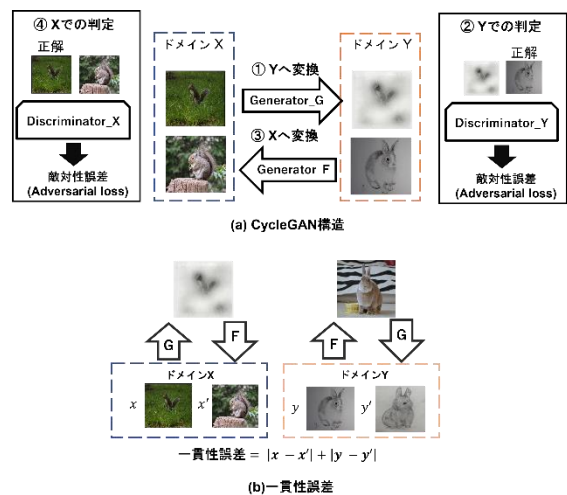 ④ Xでの判定
正解
Discriminator_X
敵対性誤差
(Adversarial loss)
ドメイン X
① Yへ変換
Generator_G
③ Xへ変換
Generator F
ドメイン Y
② Yでの判定
正解
Discriminator_Y
敵対性誤差
(Adversarial loss)
(a) CycleGAN構造
G
F
F
G
ドメインX
x
x′
ドメインY
y
y′
一貫性誤差 = |x − x′| + |y − y′|
(b)一貫性誤差